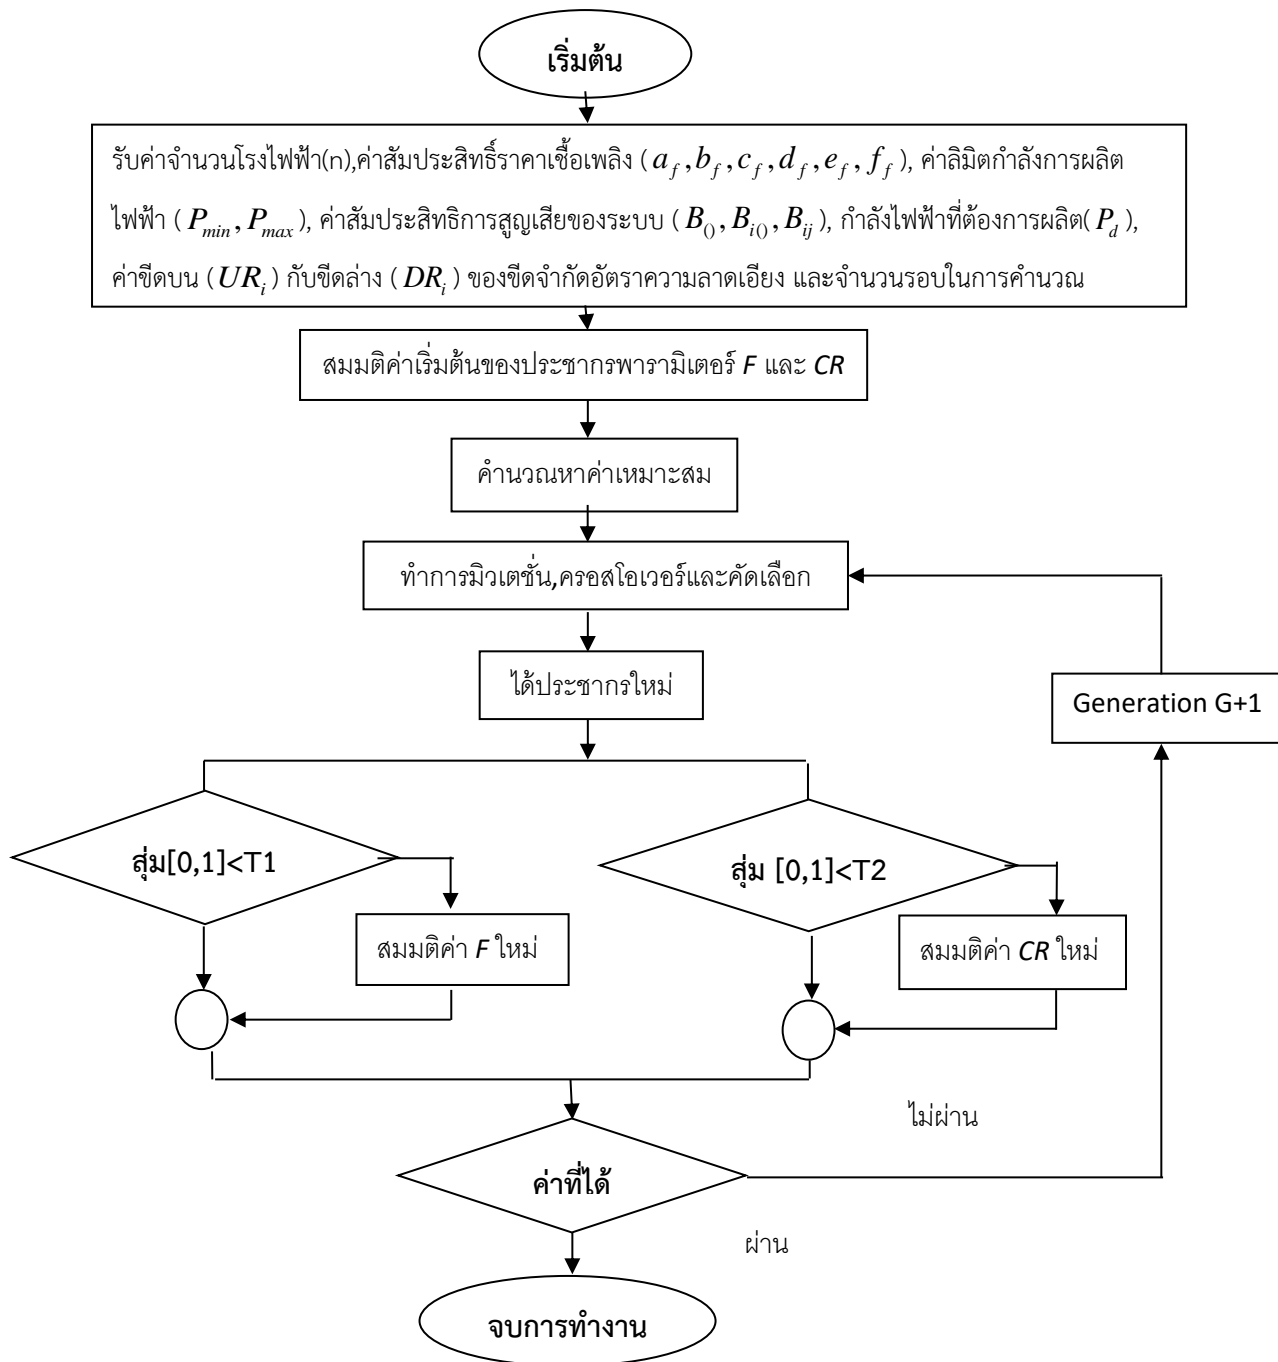 เริ่มต้น
รับค่าจำนวนโรงไฟฟ้า(n),ค่าสัมประสิทธิ์ราคาเชื้อเพลิง ( a_f , b_f , c_f , d_f , e_f , f_f ), ค่าลิมิตกำลังการผลิต
ไฟฟ้า ( P_min , P_max ), ค่าสัมประสิทธิการสูญเสียของระบบ ( B_() , B_i() , B_ij ), กำลังไฟฟ้าที่ต้องการผลิต( P_d ),
ค่าขีดบน ( UR_i ) กับขีดล่าง ( DR_i ) ของขีดจำกัดอัตราความลาดเอียง และจำนวนรอบในการคำนวณ
สมมติค่าเริ่มต้นของประชากรพารามิเตอร์ F และ CR
คำนวณหาค่าเหมาะสม
ทำการมิวเตชั่น,ครอสโอเวอร์และคัดเลือก
ได้ประชากรใหม่
Generation G+1
สุ่ม[0,1]<T1
สุ่ม [0,1]<T2
สมมติค่า F ใหม่
สมมติค่า CR ใหม่
ไม่ผ่าน
ค่าที่ได้
ผ่าน
จบการทำงาน